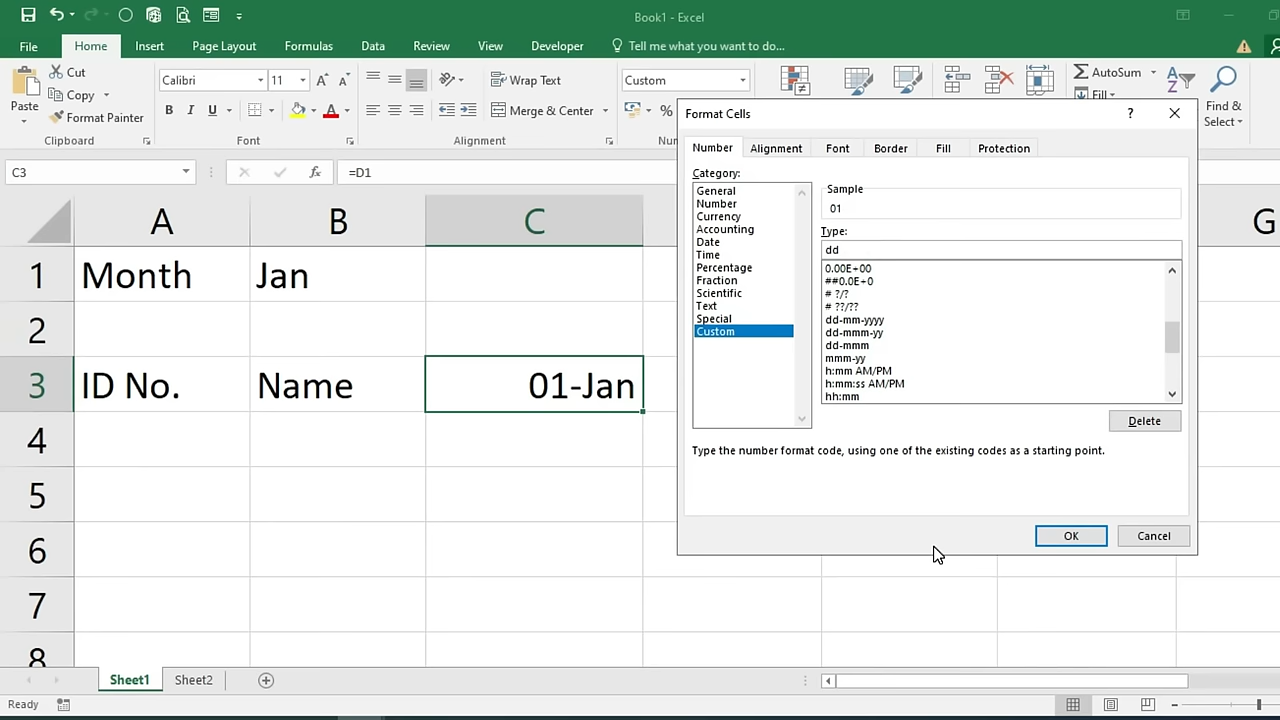 Book1 - Excel
File Home Insert Page Layout Formulas Data Review View Developer Tell me what you want to do...
Cut
Copy
Format Painter
Paste
Clipboard
Calibri 11
B I U
Font
Wrap Text
Merge & Center
Alignment
Custom
%
AutoSum
Fill
Find &
Select
C3 fx =D1
Format Cells
Number Alignment Font Border Fill Protection
Category:
General
Number
Currency
Accounting
Date
Time
Percentage
Fraction
Scientific
Text
Special
Custom
Sample
01
Type:
dd
0.00E+00
##0.0E+0
# ?/?
# ??/??
dd-mm-yyyy
dd-mmm-yy
dd-mmm
mmm-yy
h:mm AM/PM
h:mm:ss AM/PM
hh:mm
Delete
Type the number format code, using one of the existing codes as a starting point.
OK Cancel
A B C G
1 Month Jan
2
3 ID No. Name 01-Jan
4
5
6
7
8
Sheet1 Sheet2
Ready